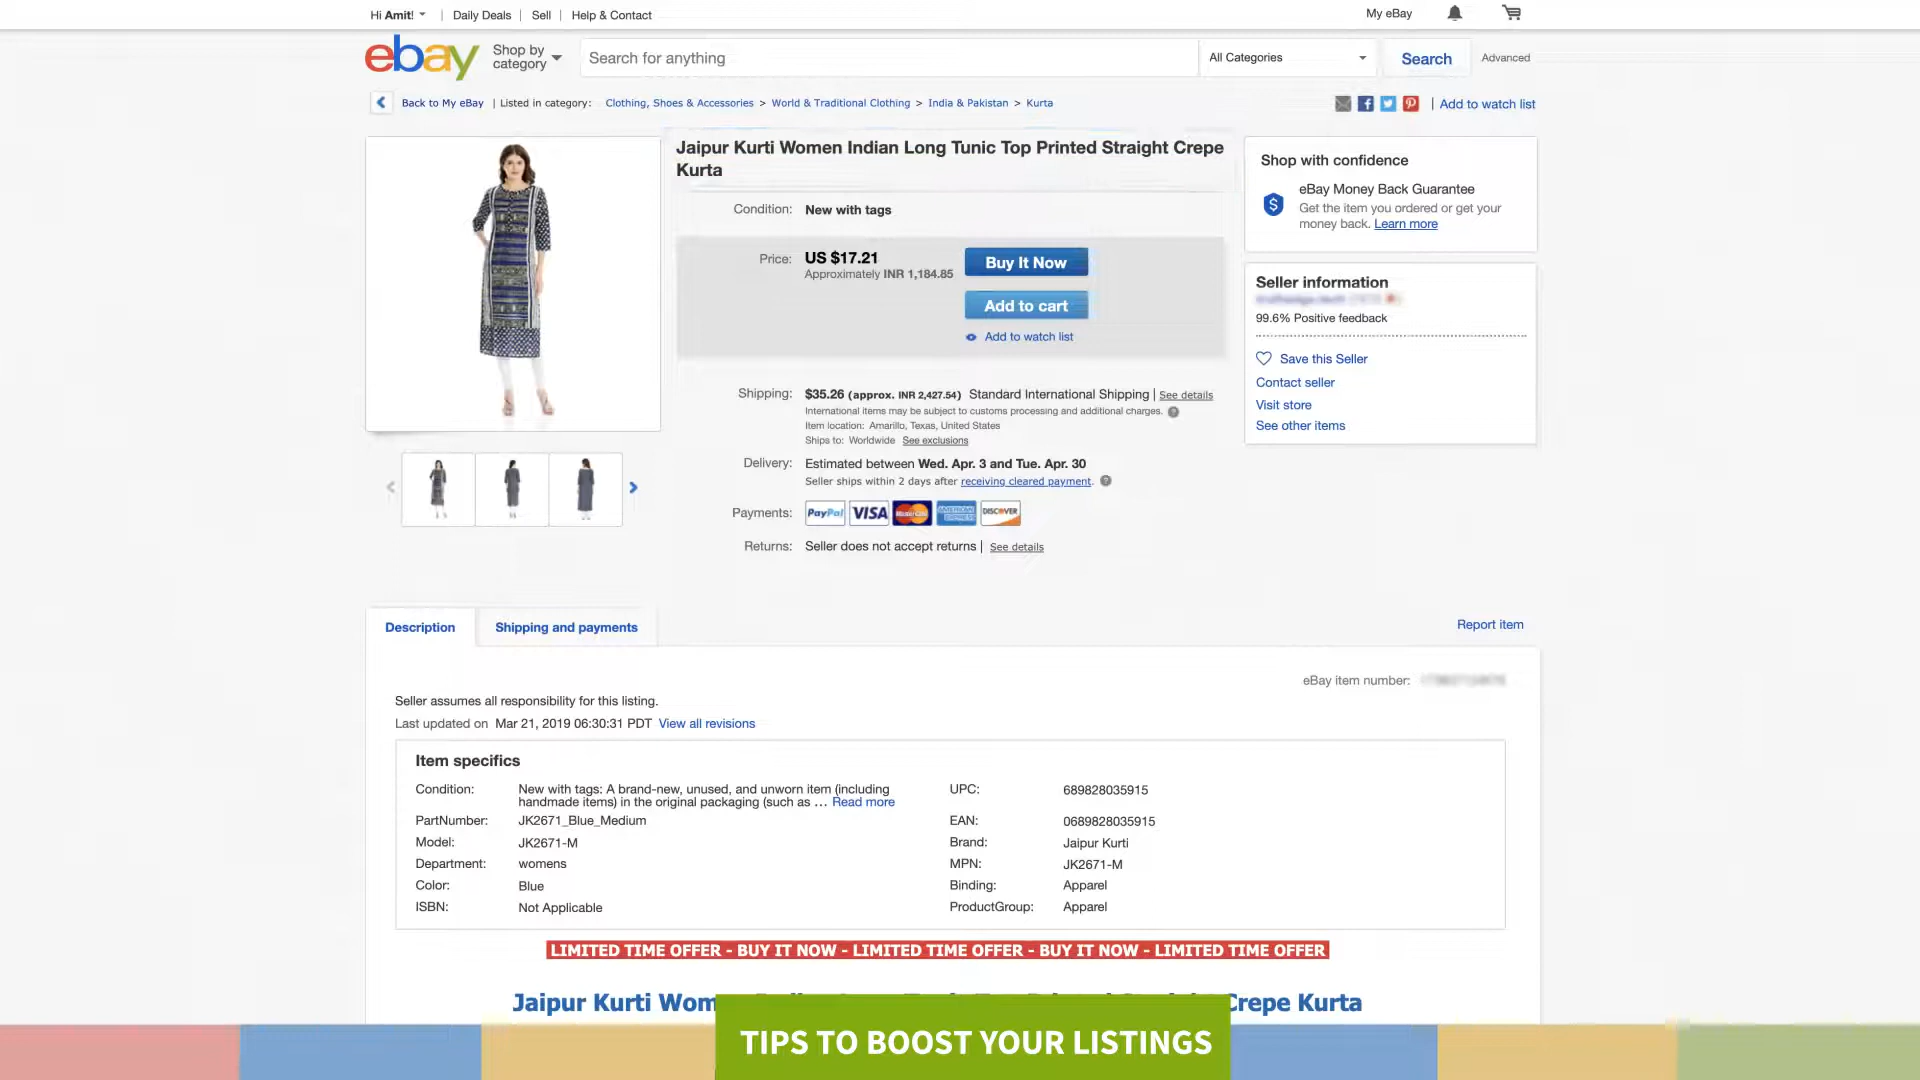 Hi Amit! | Daily Deals | Sell | Help & Contact
My eBay
ebay
Shop by category
Search for anything
All Categories
Search
Advanced
Back to My eBay | Listed in category: Clothing, Shoes & Accessories > World & Traditional Clothing > India & Pakistan > Kurta
| Add to watch list
Jaipur Kurti Women Indian Long Tunic Top Printed Straight Crepe
Kurta
Condition: New with tags
Price: US $17.21
Approximately INR 1,184.85
Buy It Now
Add to cart
Add to watch list
Shipping: $35.26 (approx. INR 2,427.54) Standard International Shipping | See details
International items may be subject to customs processing and additional charges.
Item location: Amarillo, Texas, United States
Ships to: Worldwide See exclusions
Delivery: Estimated between Wed. Apr. 3 and Tue. Apr. 30
Seller ships within 2 days after receiving cleared payment.
Payments: PayPal VISA MasterCard AMERICAN EXPRESS DISCOVER
Returns: Seller does not accept returns | See details
Shop with confidence
eBay Money Back Guarantee
Get the item you ordered or get your
money back. Learn more
Seller information
99.6% Positive feedback
Save this Seller
Contact seller
Visit store
See other items
Description
Shipping and payments
Report item
eBay item number:
Seller assumes all responsibility for this listing.
Last updated on Mar 21, 2019 06:30:31 PDT View all revisions
Item specifics
Condition: New with tags: A brand-new, unused, and unworn item (including
handmade items) in the original packaging (such as ... Read more
UPC: 689828035915
PartNumber: JK2671_Blue_Medium
EAN: 0689828035915
Model: JK2671-M
Brand: Jaipur Kurti
Department: womens
MPN: JK2671-M
Color: Blue
Binding: Apparel
ISBN: Not Applicable
ProductGroup: Apparel
LIMITED TIME OFFER - BUY IT NOW - LIMITED TIME OFFER - BUY IT NOW - LIMITED TIME OFFER
Jaipur Kurti Crepe Kurta
TIPS TO BOOST YOUR LISTINGS